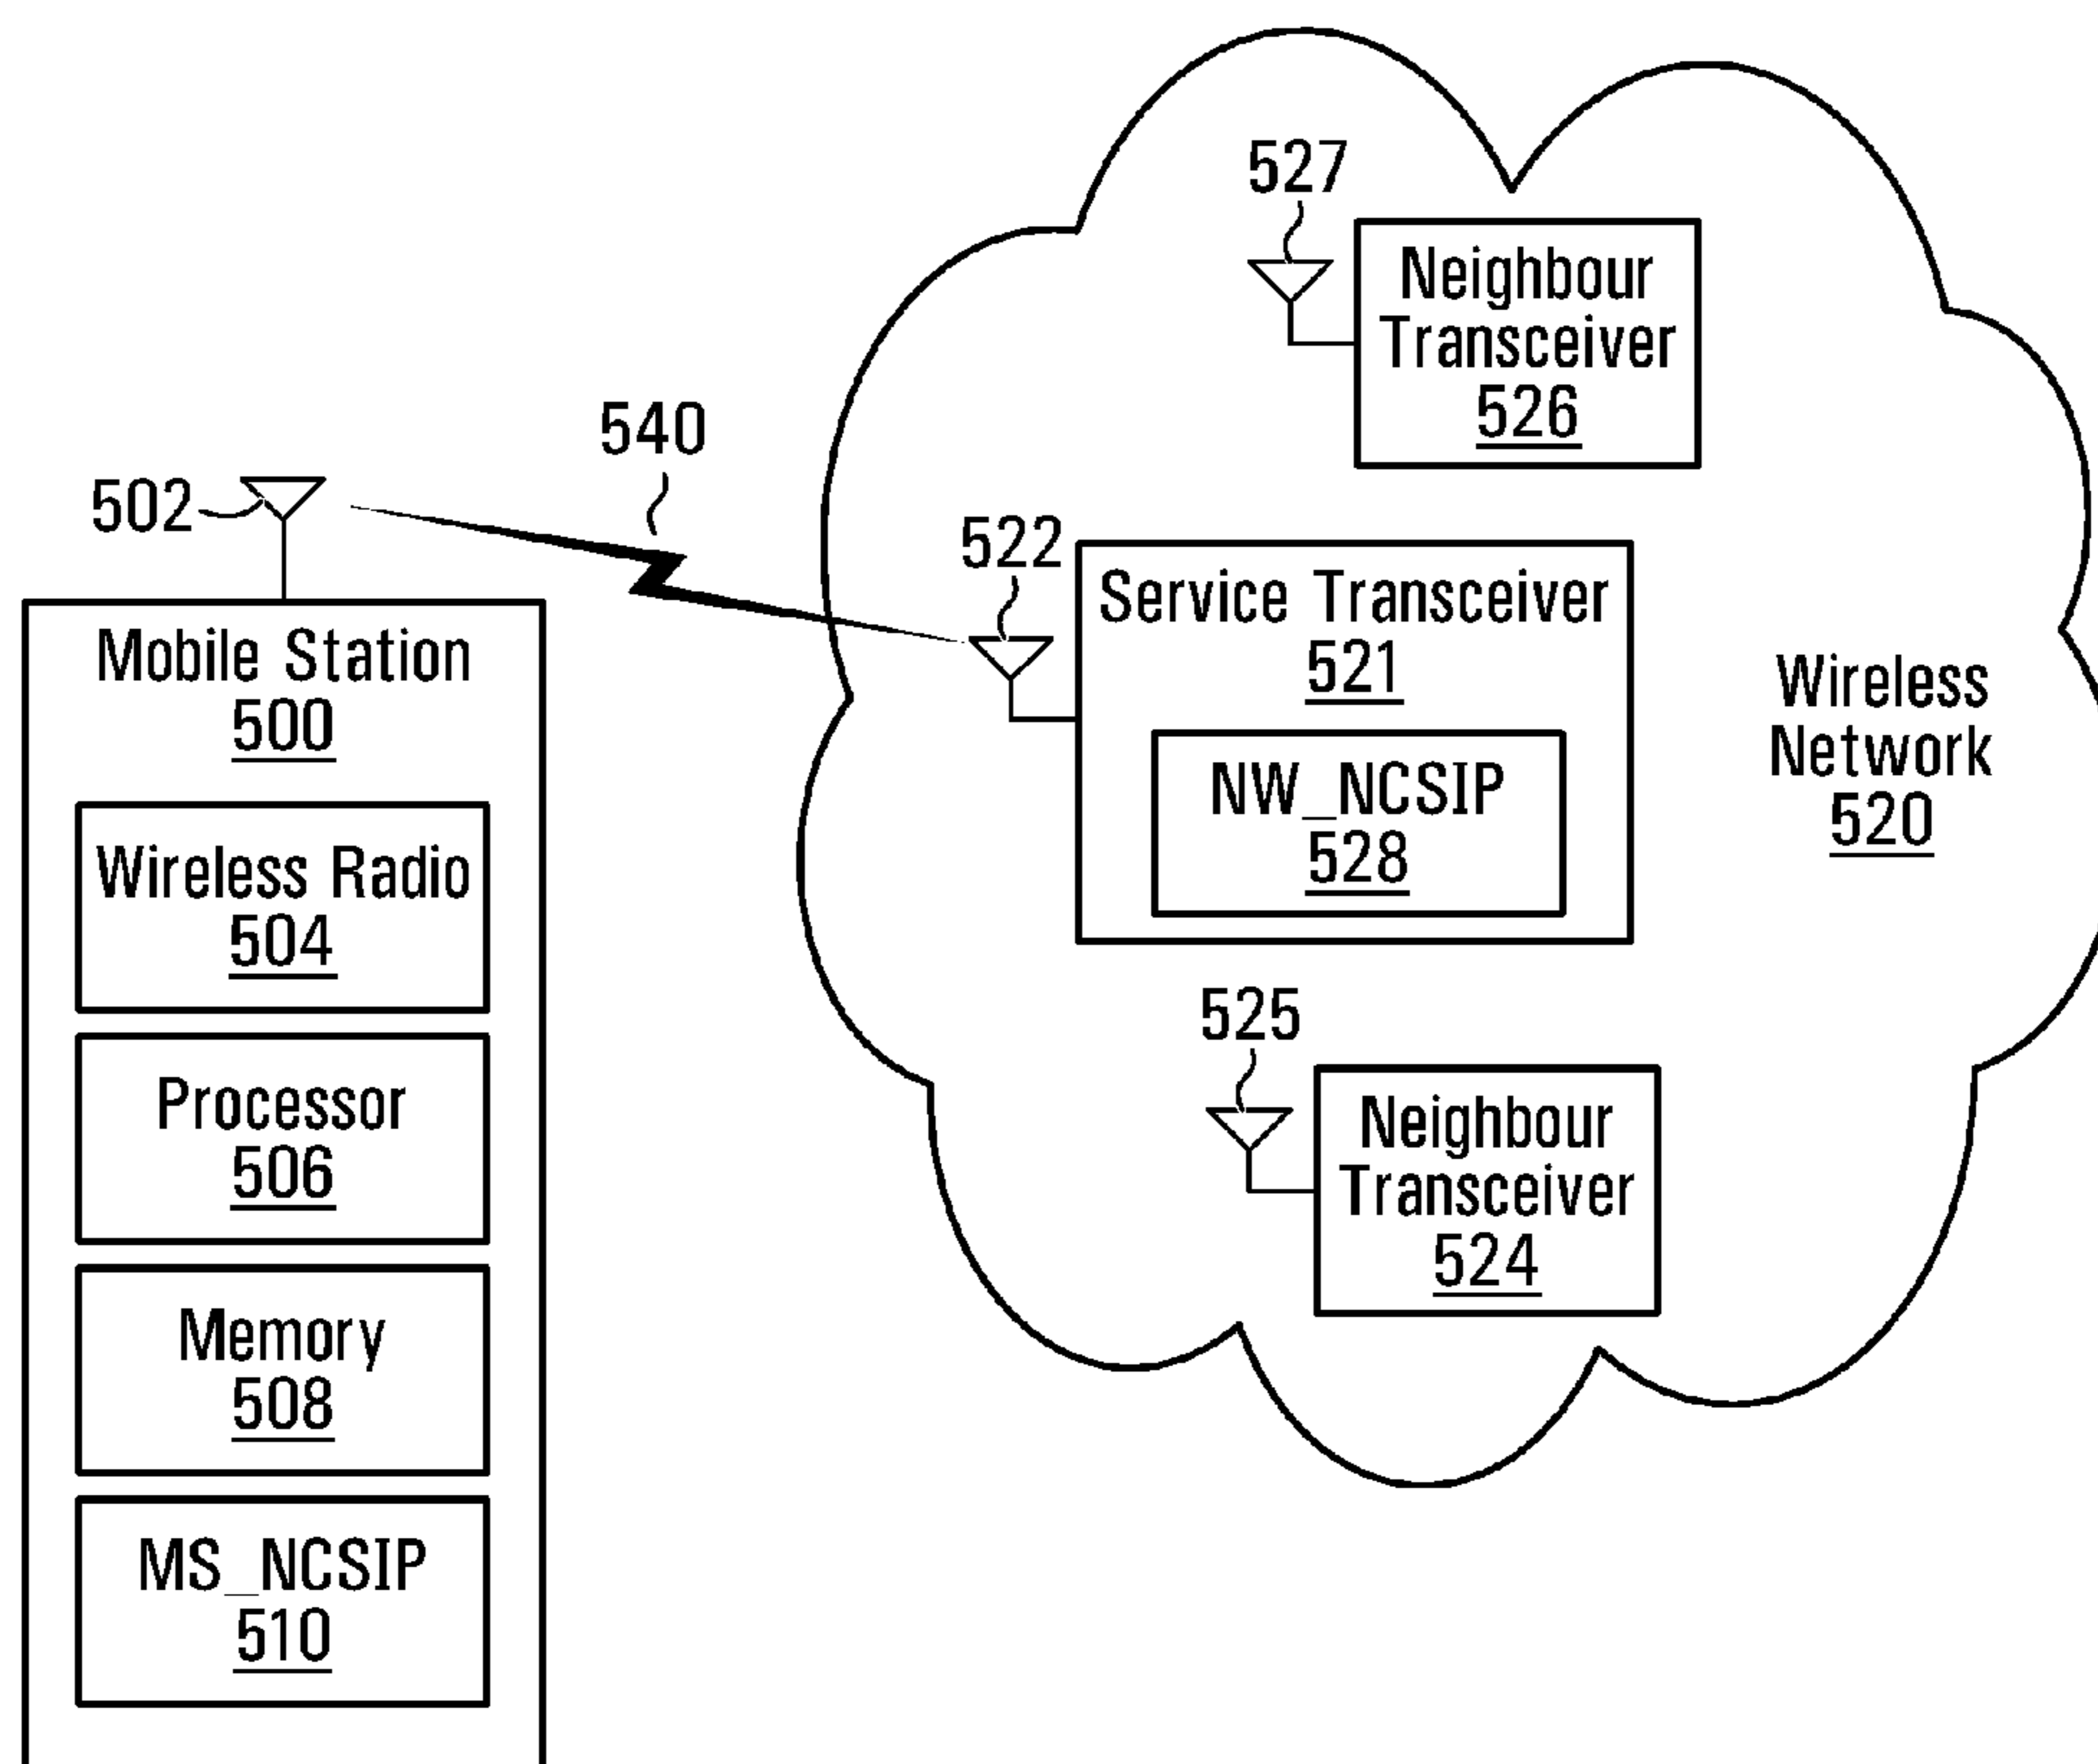 502
Mobile Station
500
Wireless Radio
504
Processor
506
Memory
508
MS_NCSIP
510
540
527
Neighbour
Transceiver
526
522
Service Transceiver
521
NW_NCSIP
528
525
Neighbour
Transceiver
524
Wireless
Network
520